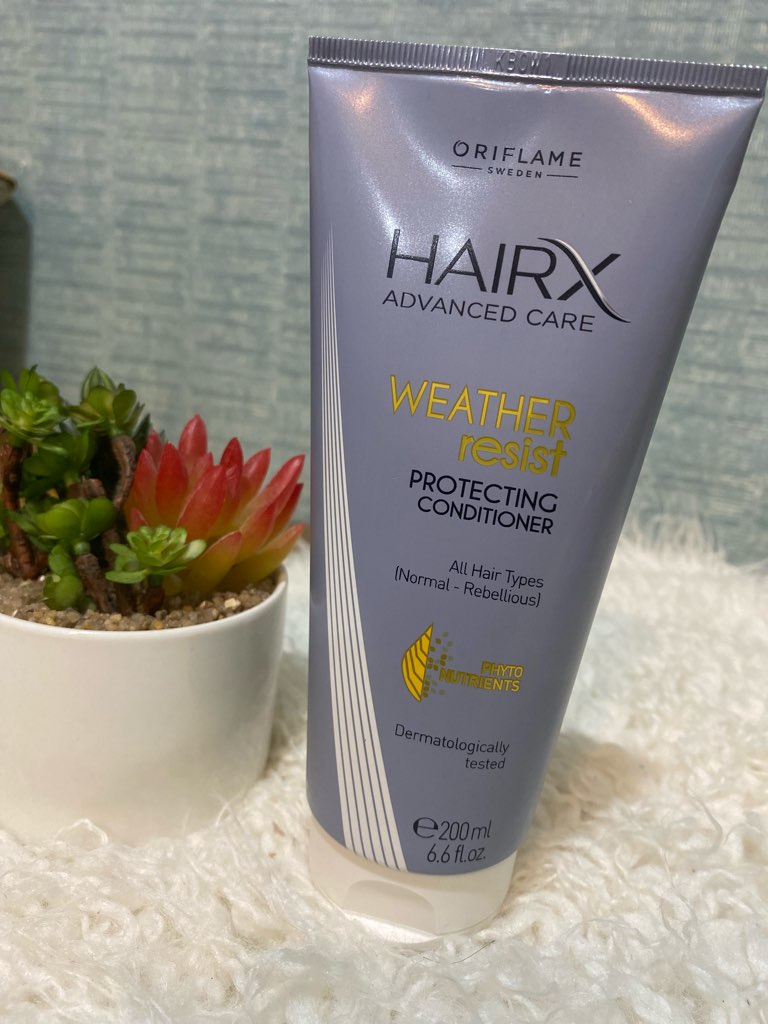 ORIFLAME
SWEDEN
HAIRX
ADVANCED CARE
WEATHER
resist
PROTECTING
CONDITIONER
All Hair Types
(Normal - Rebellious)
PHYTO
NUTRIENTS
Dermatologically
tested
℮200ml
6.6 fl.oz.